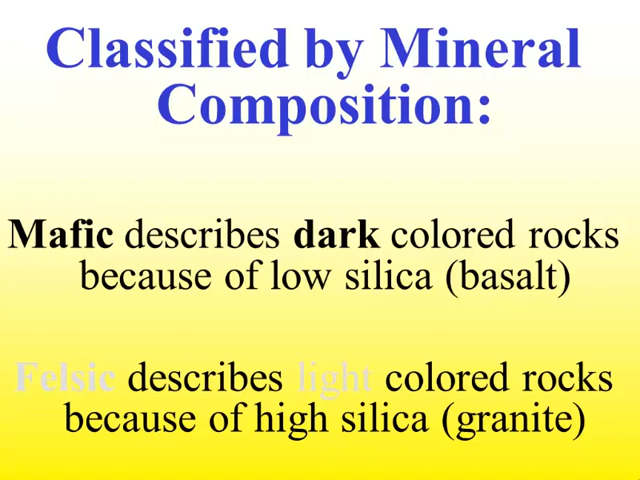 Classified by Mineral
Composition:
Mafic describes dark colored rocks
because of low silica (basalt)
Felsic describes light colored rocks
because of high silica (granite)